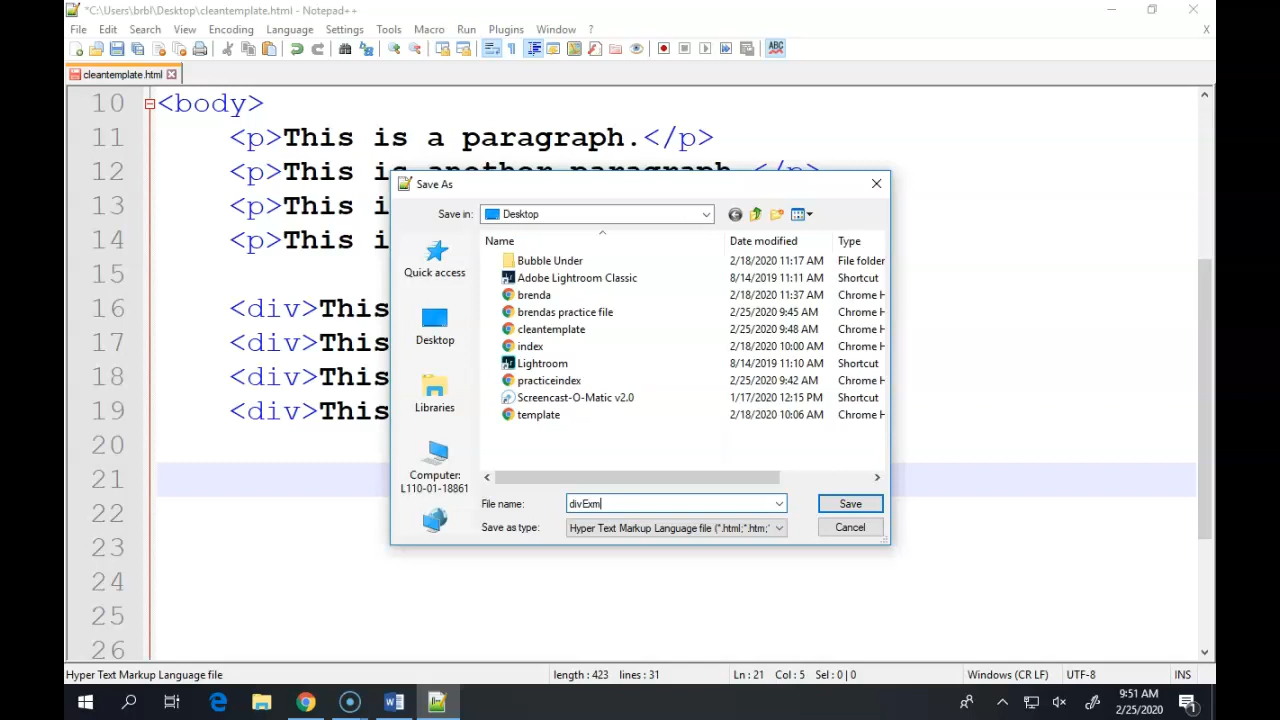 *C:\Users\brbl\Desktop\cleantemplate.html - Notepad++
File Edit Search View Encoding Language Settings Tools Macro Run Plugins Window ? X
ABC
cleantemplate.html
10 <body>
11 <p>This is a paragraph.</p>
12 <p>This is another paragraph.</p>
13 <p>This i
14 <p>This i
15
16 <div>This
17 <div>This
18 <div>This
19 <div>This
20
21
22
23
24
25
26
Save As
Save in: Desktop
Quick access
Desktop
Libraries
Computer:
L110-01-18861
Name Date modified Type
Bubble Under 2/18/2020 11:17 AM File folder
Adobe Lightroom Classic 8/14/2019 11:11 AM Shortcut
brenda 2/18/2020 11:37 AM Chrome H
brendas practice file 2/25/2020 9:45 AM Chrome H
cleantemplate 2/25/2020 9:48 AM Chrome H
index 2/18/2020 10:00 AM Chrome H
Lightroom 8/14/2019 11:10 AM Shortcut
practiceindex 2/25/2020 9:42 AM Chrome H
Screencast-O-Matic v2.0 1/17/2020 12:15 PM Shortcut
template 2/18/2020 10:06 AM Chrome H
File name: divExm Save
Save as type: Hyper Text Markup Language file (*.html;*.htm;* Cancel
Hyper Text Markup Language file length : 423 lines : 31 Ln : 21 Col : 5 Sel : 0 | 0 Windows (CR LF) UTF-8 INS
9:51 AM
2/25/2020
1